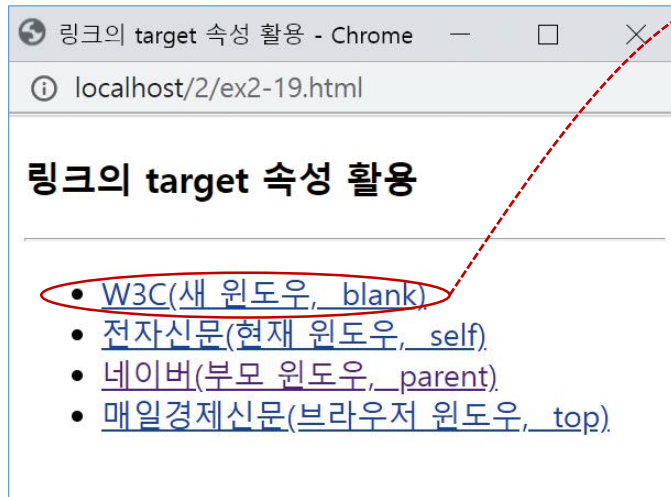 링크의 target 속성 활용 - Chrome
localhost/2/ex2-19.html
링크의 target 속성 활용
W3C(새 윈도우, _blank)
전자신문(현재 윈도우, _self)
네이버(부모 윈도우, _parent)
매일경제신문(브라우저 윈도우, _top)